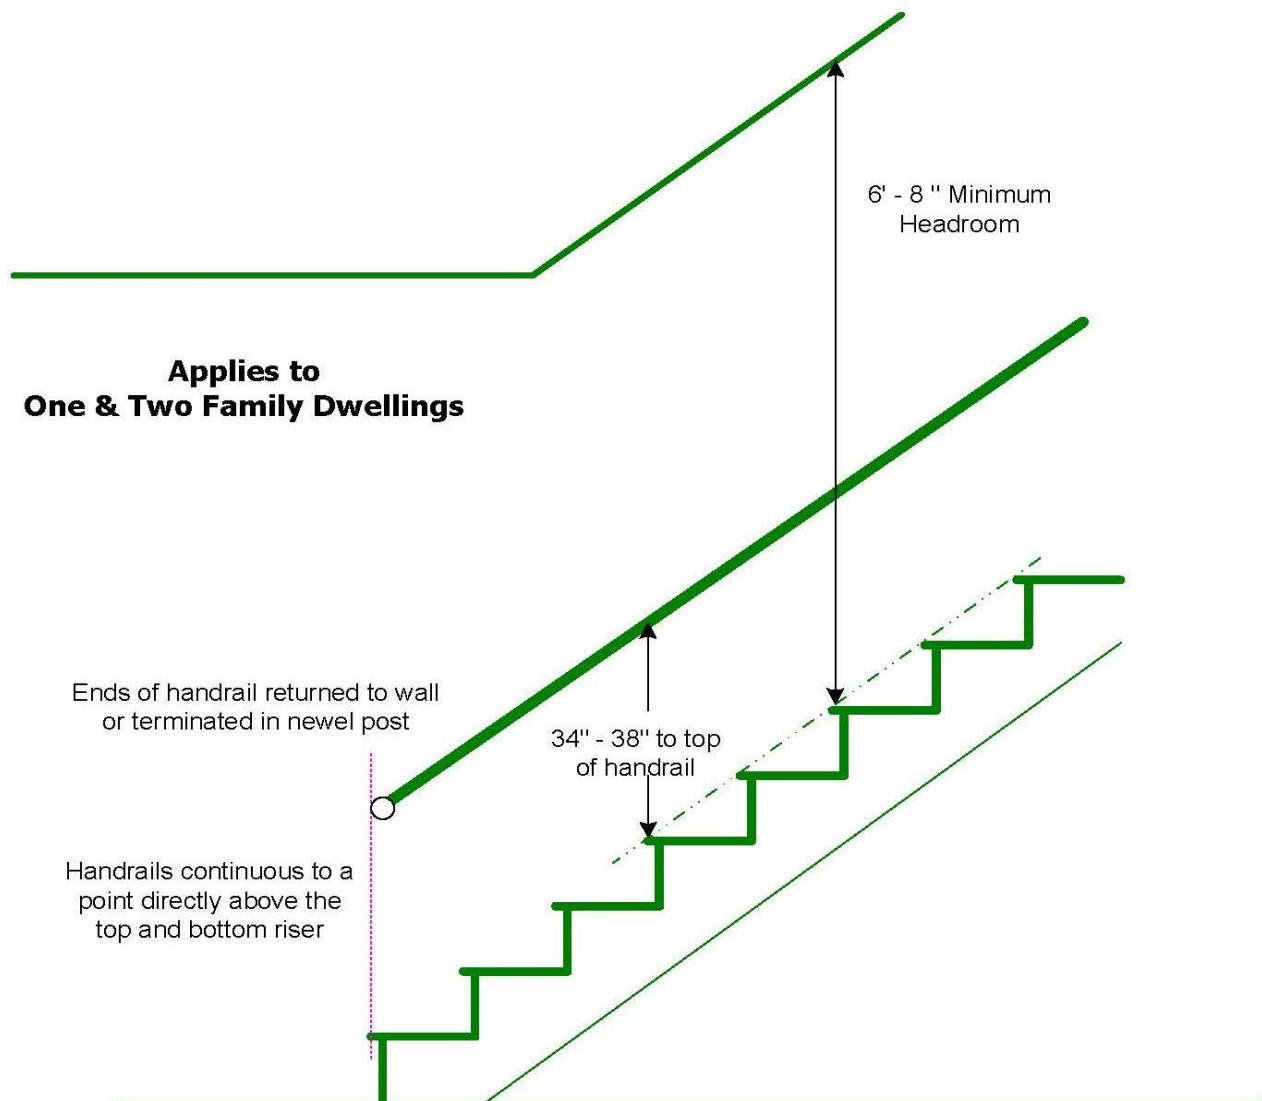 6' - 8 " Minimum
Headroom
Applies to
One & Two Family Dwellings
Ends of handrail returned to wall
or terminated in newel post
34" - 38" to top
of handrail
Handrails continuous to a
point directly above the
top and bottom riser